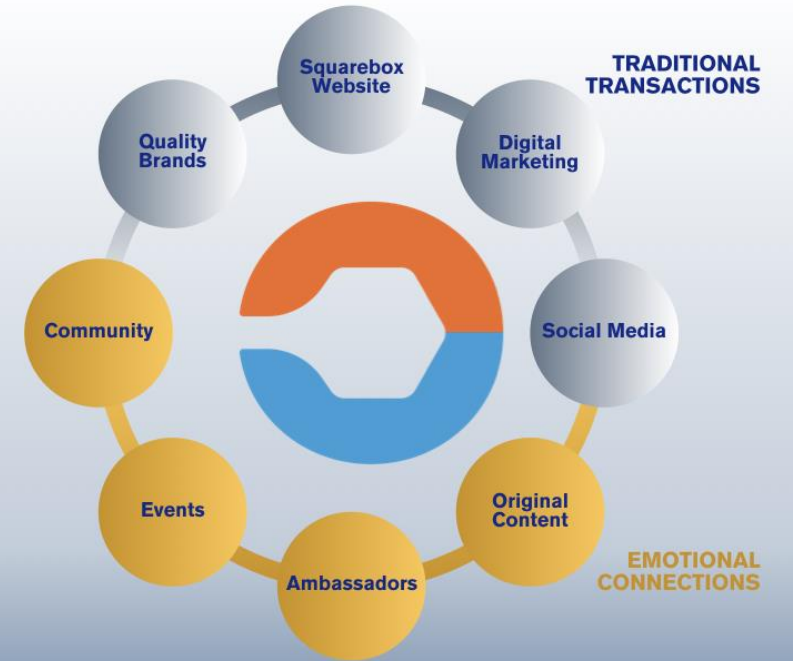 Squarebox
Website
TRADITIONAL
TRANSACTIONS
Quality
Brands
Digital
Marketing
Community
Social Media
Events
Original
Content
Ambassadors
EMOTIONAL
CONNECTIONS